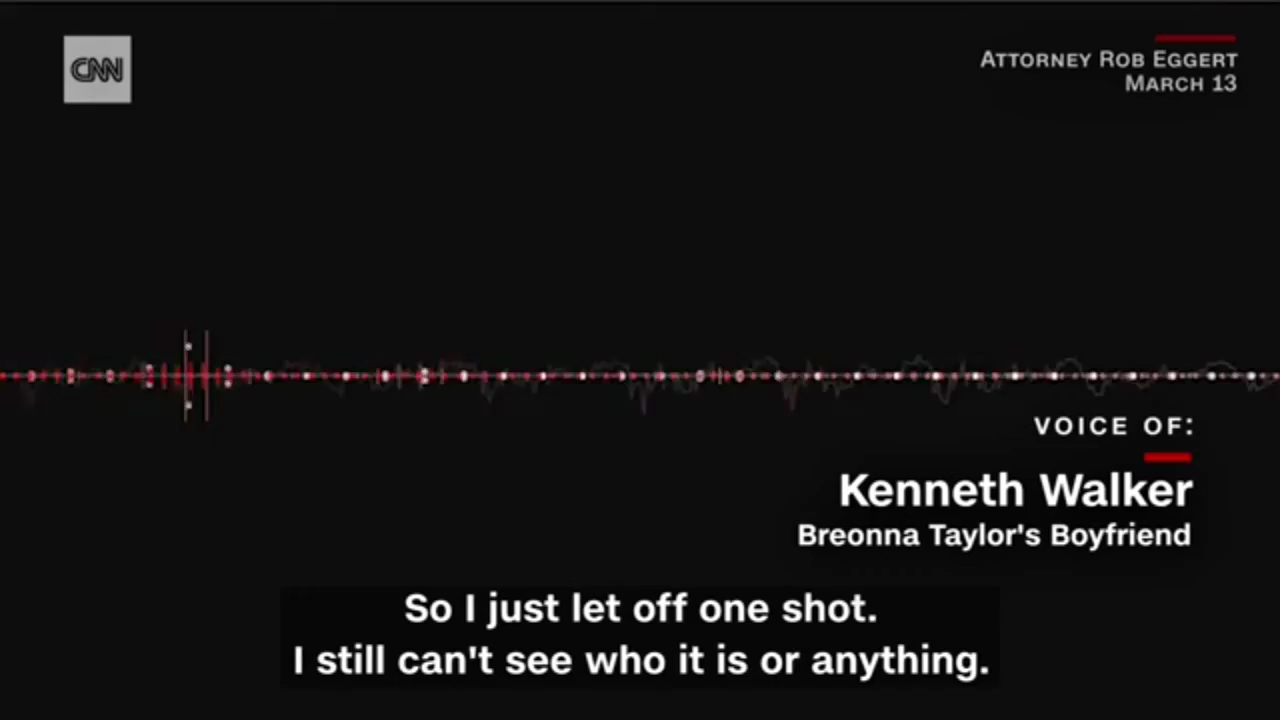 CNN
Attorney Rob Eggert
March 13
VOICE OF:
Kenneth Walker
Breonna Taylor's Boyfriend
So I just let off one shot.
I still can't see who it is or anything.